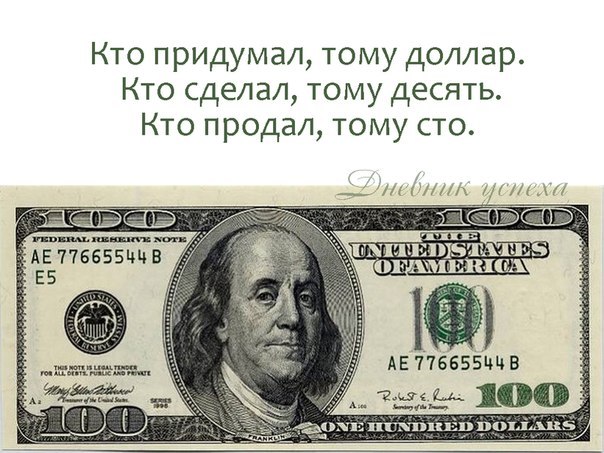 Кто придумал, тому доллар.
Кто сделал, тому десять.
Кто продал, тому сто.
Дневник успеха
100 100
FEDERAL RESERVE NOTE
THE
UNITED STATES
OF AMERICA
AE 77665544 B
E5
100
AE 77665544 B
THIS NOTE IS LEGAL TENDER
FOR ALL DEBTS, PUBLIC AND PRIVATE
Treasurer of the United States.
SERIES
1996
Secretary of the Treasury.
100
100
FRANKLIN
ONE HUNDRED DOLLARS